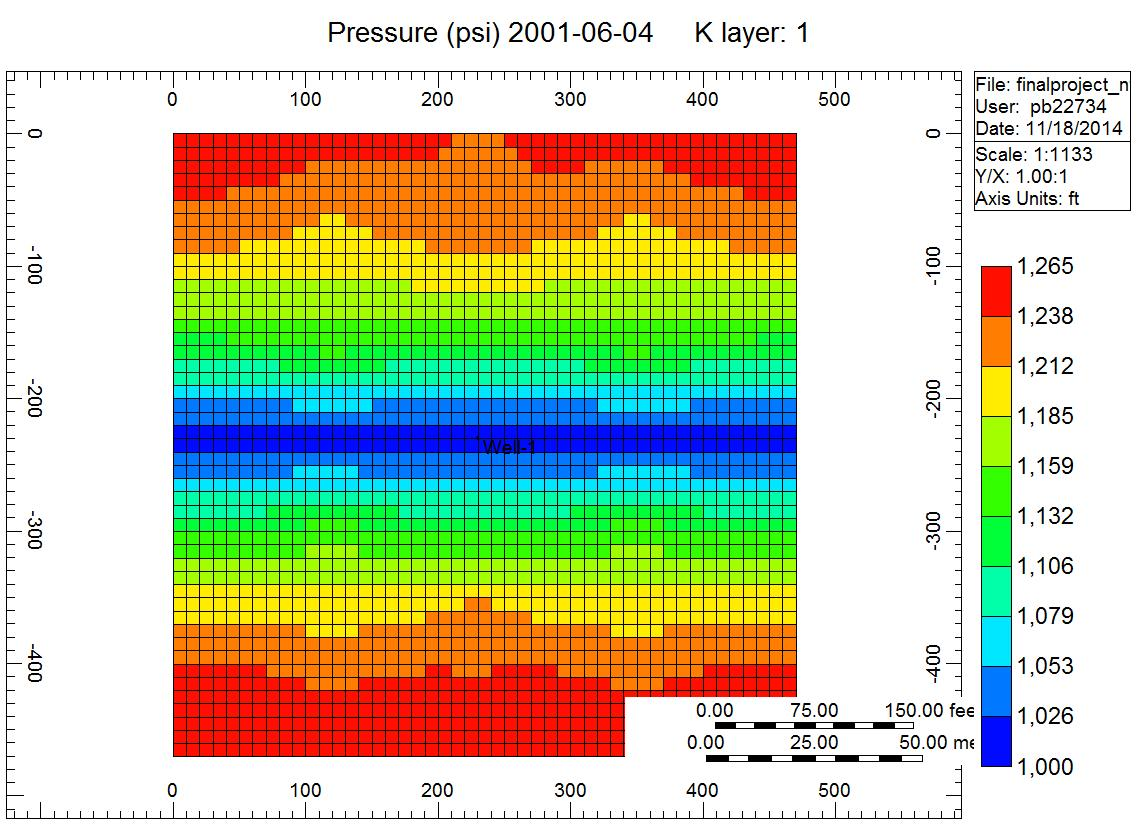 Pressure (psi) 2001-06-04 K layer: 1
File: finalproject_n
User: pb22734
Date: 11/18/2014
Scale: 1:1133
Y/X: 1.00:1
Axis Units: ft
0 100 200 300 400 500
0 0
-100 -100
-200 -200
-300 -300
-400 -400
Well-1
1,265
1,238
1,212
1,185
1,159
1,132
1,106
1,079
1,053
1,026
1,000
0.00 75.00 150.00 fee
0.00 25.00 50.00 me
0 100 200 300 400 500